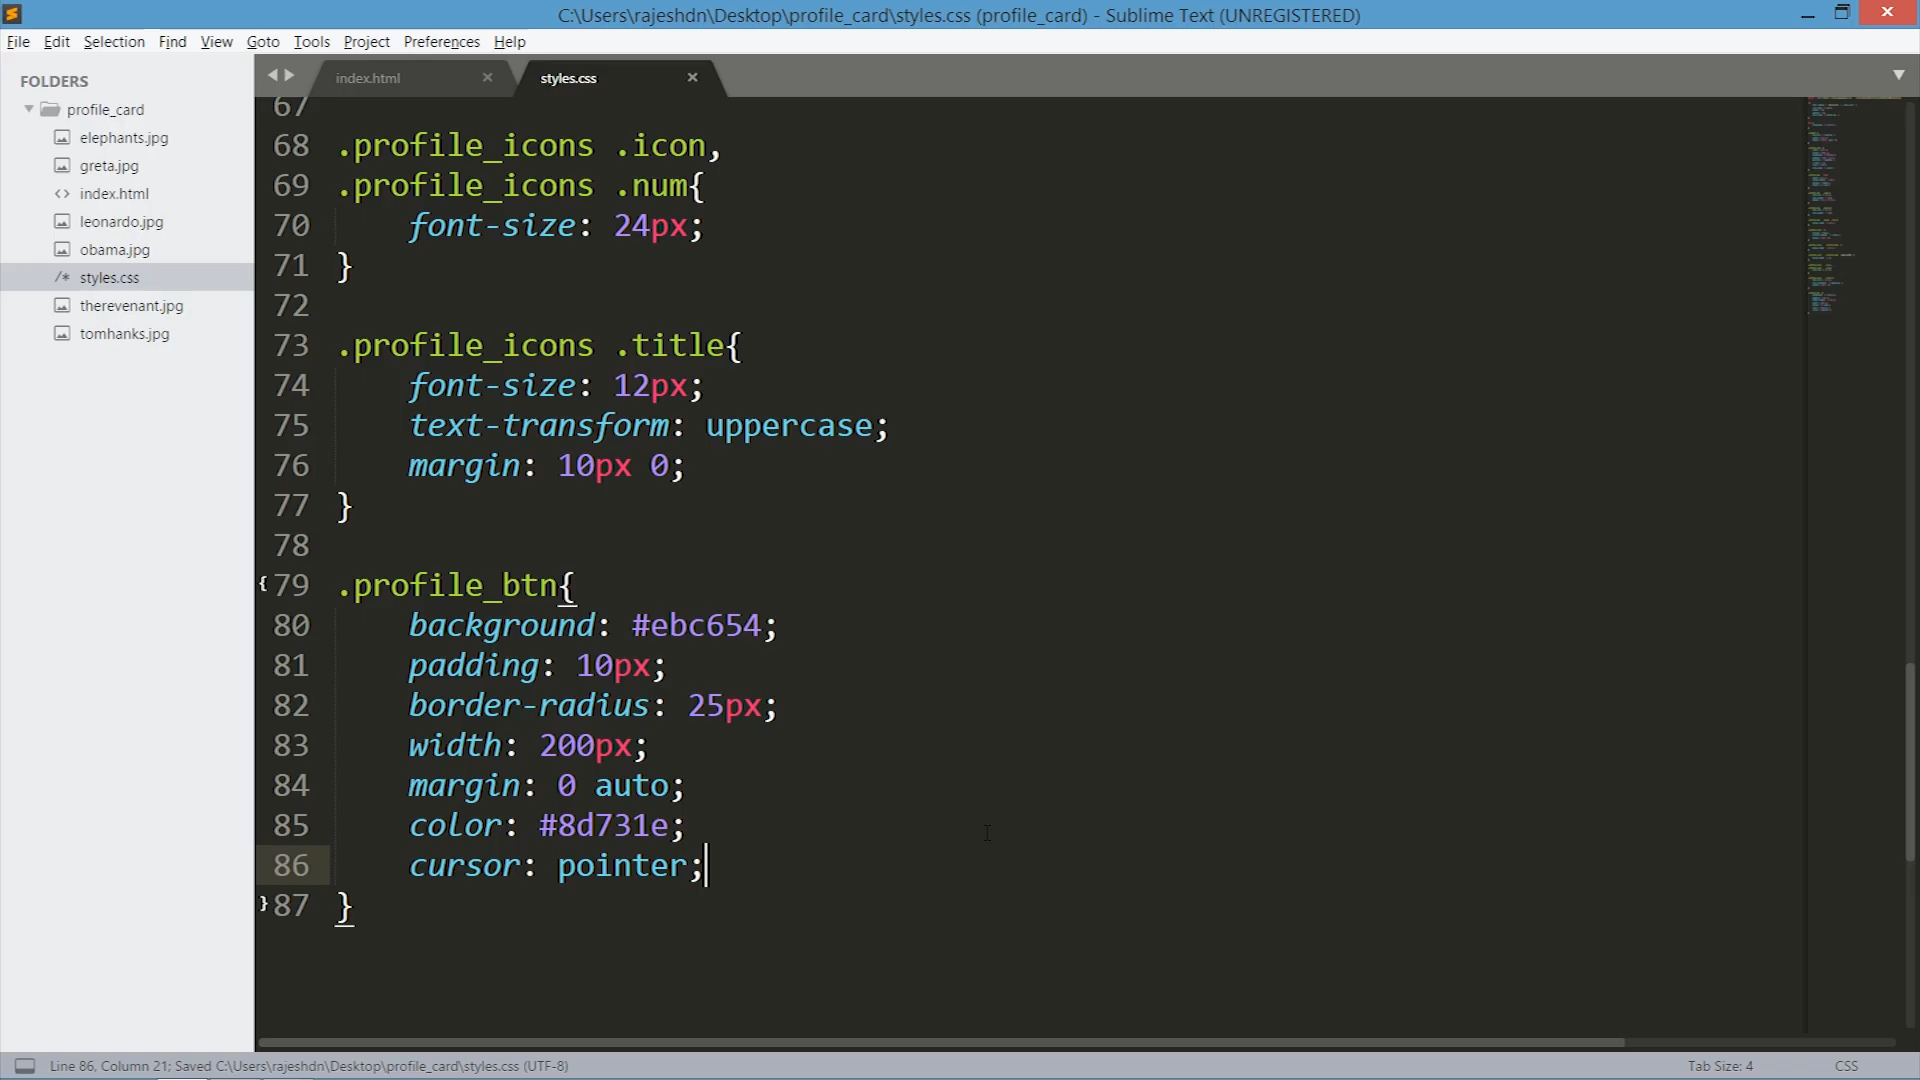 C:\Users\rajeshdn\Desktop\profile_card\styles.css (profile_card) - Sublime Text (UNREGISTERED)
File Edit Selection Find View Goto Tools Project Preferences Help
FOLDERS
profile_card
elephants.jpg
greta.jpg
<> index.html
leonardo.jpg
obama.jpg
/* styles.css
therevenant.jpg
tomhanks.jpg
index.html × styles.css ×
67
68 .profile_icons .icon,
69 .profile_icons .num{
70 font-size: 24px;
71 }
72
73 .profile_icons .title{
74 font-size: 12px;
75 text-transform: uppercase;
76 margin: 10px 0;
77 }
78
{ 79 .profile_btn{
80 background: #ebc654;
81 padding: 10px;
82 border-radius: 25px;
83 width: 200px;
84 margin: 0 auto;
85 color: #8d731e;
86 cursor: pointer;
} 87 }
Line 86, Column 21; Saved C:\Users\rajeshdn\Desktop\profile_card\styles.css (UTF-8) Tab Size: 4 CSS